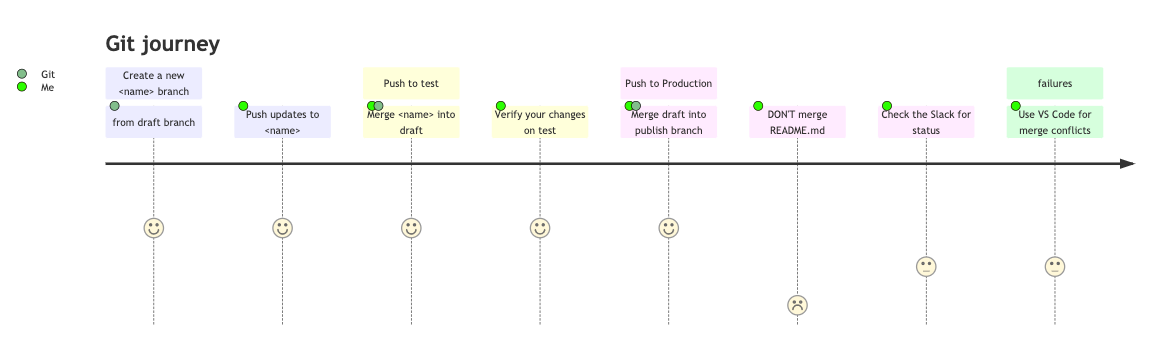 Git journey
Git
Me
Create a new
<name> branch
Push to test
Push to Production
failures
from draft branch
Push updates to
<name>
Merge <name> into
draft
Verify your changes
on test
Merge draft into
publish branch
DON'T merge
README.md
Check the Slack for
status
Use VS Code for
merge conflicts